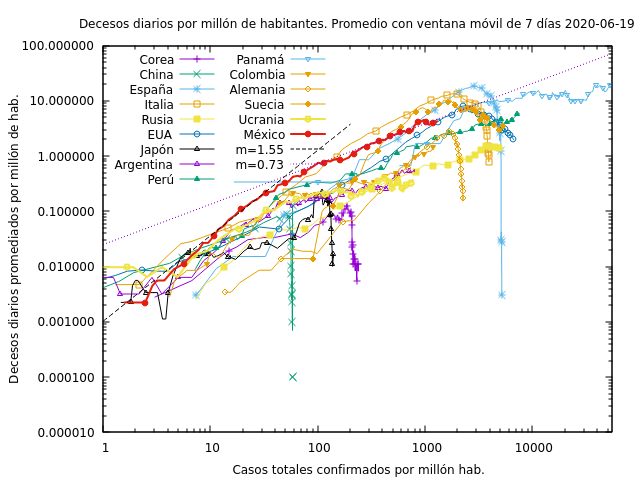 Decesos diarios por millón de habitantes. Promedio con ventana móvil de 7 días 2020-06-19
Decesos diarios promediados por millón de hab.
100.000000
10.000000
1.000000
0.100000
0.010000
0.001000
0.000100
0.000010
Corea
China
España
Italia
Rusia
EUA
Japón
Argentina
Perú
Panamá
Colombia
Alemania
Suecia
Ucrania
México
m=1.55
m=0.73
1 10 100 1000 10000
Casos totales confirmados por millón hab.